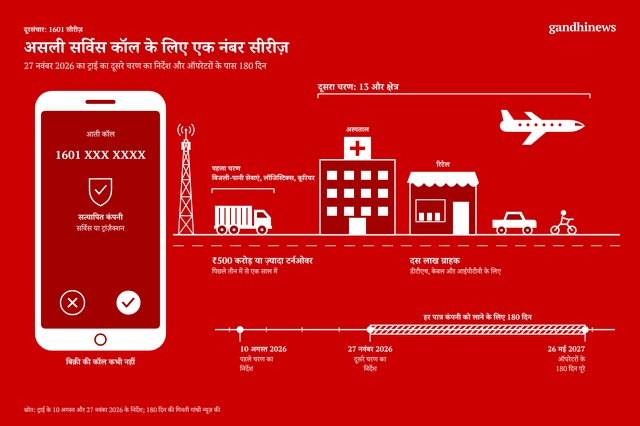 दूरसंचार: 1601 सीरीज़
gandhinews
असली सर्विस कॉल के लिए एक नंबर सीरीज़
27 नवंबर 2026 का ट्राई का दूसरे चरण का निर्देश और ऑपरेटरों के पास 180 दिन
दूसरा चरण: 13 और क्षेत्र
आती कॉल
1601 XXX XXXX
सत्यापित कंपनी
सर्विस या ट्रांज़ैक्शन
बिक्री की कॉल कभी नहीं
पहला चरण
बिजली-पानी सेवाएं, लॉजिस्टिक्स, कूरियर
अस्पताल
रिटेल
₹500 करोड़ या ज़्यादा टर्नओवर
पिछले तीन में से एक साल में
दस लाख ग्राहक
डीटीएच, केबल और आईपीटीवी के लिए
हर पात्र कंपनी को लाने के लिए 180 दिन
10 अगस्त 2026
पहले चरण का
निर्देश
27 नवंबर 2026
दूसरे चरण का
निर्देश
26 मई 2027
ऑपरेटरों के
180 दिन पूरे
स्रोत: ट्राई के 10 अगस्त और 27 नवंबर 2026 के निर्देश; 180 दिन की गिनती गांधी न्यूज़ की